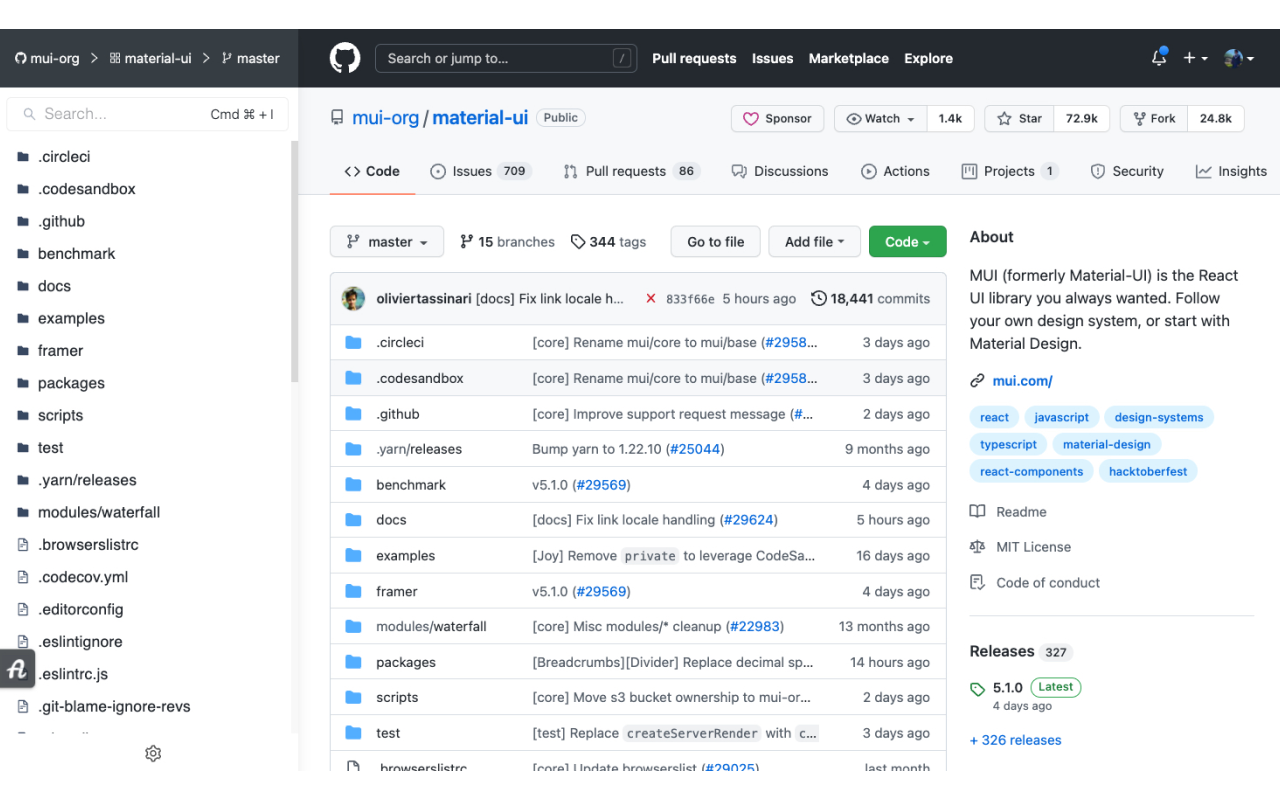 mui-org > material-ui > master
Search... Cmd ⌘ + I
.circleci
.codesandbox
.github
benchmark
docs
examples
framer
packages
scripts
test
.yarn/releases
modules/waterfall
.browserslistrc
.codecov.yml
.editorconfig
.eslintignore
.eslintrc.js
.git-blame-ignore-revs
Search or jump to... / Pull requests Issues Marketplace Explore
mui-org / material-ui Public
Sponsor Watch 1.4k Star 72.9k Fork 24.8k
<> Code Issues 709 Pull requests 86 Discussions Actions Projects 1 Security Insights
master 15 branches 344 tags Go to file Add file Code
oliviertassinari [docs] Fix link locale h... × 833f66e 5 hours ago 18,441 commits
.circleci [core] Rename mui/core to mui/base (#2958... 3 days ago
.codesandbox [core] Rename mui/core to mui/base (#2958... 3 days ago
.github [core] Improve support request message (#... 2 days ago
.yarn/releases Bump yarn to 1.22.10 (#25044) 9 months ago
benchmark v5.1.0 (#29569) 4 days ago
docs [docs] Fix link locale handling (#29624) 5 hours ago
examples [Joy] Remove private to leverage CodeSa... 16 days ago
framer v5.1.0 (#29569) 4 days ago
modules/waterfall [core] Misc modules/* cleanup (#22983) 13 months ago
packages [Breadcrumbs][Divider] Replace decimal sp... 14 hours ago
scripts [core] Move s3 bucket ownership to mui-or... 2 days ago
test [test] Replace createServerRender with c... 3 days ago
.browserslistrc [core] Update browserslist (#29025) last month
About
MUI (formerly Material-UI) is the React
UI library you always wanted. Follow
your own design system, or start with
Material Design.
mui.com/
react javascript design-systems
typescript material-design
react-components hacktoberfest
Readme
MIT License
Code of conduct
Releases 327
5.1.0 Latest
4 days ago
+ 326 releases